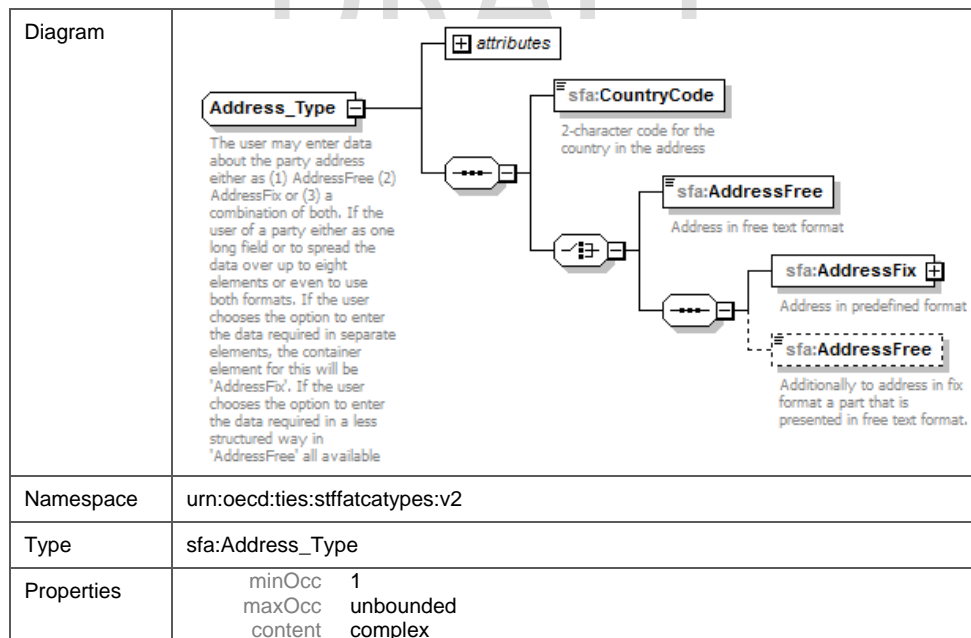 DRAFT
Diagram
attributes
Address_Type
The user may enter data
about the party address
either as (1) AddressFree (2)
AddressFix or (3) a
combination of both. If the
user of a party either as one
long field or to spread the
data over up to eight
elements or even to use
both formats. If the user
chooses the option to enter
the data required in separate
elements, the container
element for this will be
'AddressFix'. If the user
chooses the option to enter
the data required in a less
structured way in
'AddressFree' all available
sfa:CountryCode
2-character code for the
country in the address
sfa:AddressFree
Address in free text format
sfa:AddressFix
Address in predefined format
sfa:AddressFree
Additionally to address in fix
format a part that is
presented in free text format.
Namespace urn:oecd:ties:stffatcatypes:v2
Type sfa:Address_Type
Properties minOcc 1
maxOcc unbounded
content complex